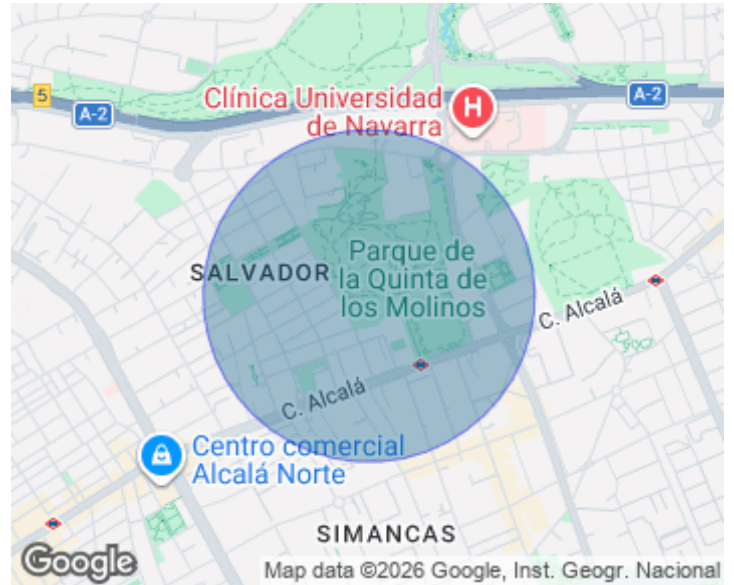 Clínica Universidad
de Navarra
H
5
A-2
A-2
SALVADOR
Parque de
la Quinta de
los Molinos
C. Alcalá
C. Alcalá
Centro comercial
Alcalá Norte
SIMANCAS
Google
Map data ©2026 Google, Inst. Geogr. Nacional